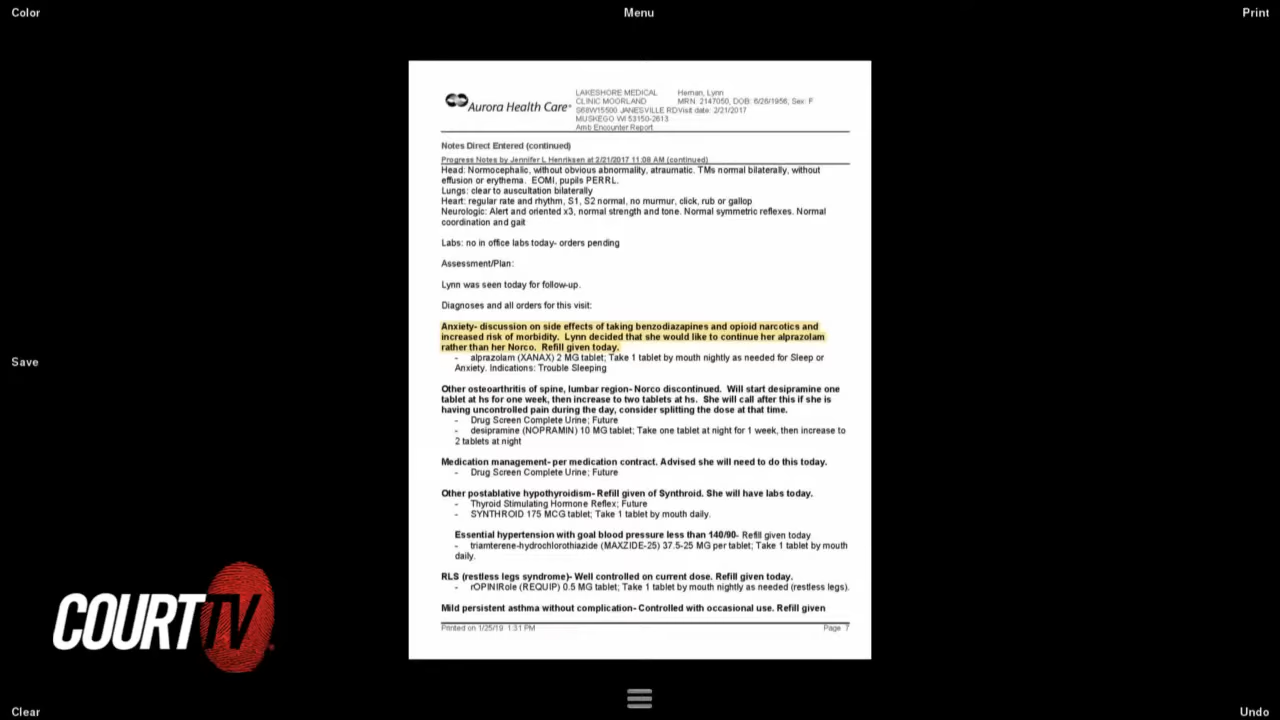 Color
Menu
Print
Aurora Health Care
LAKESHORE MEDICAL
CLINIC MOORLAND
S68W15500 JANESVILLE RD
MUSKEGO WI 53150-2613
Amb Encounter Report
Hernan, Lynn
MRN: 2147050, DOB: 6/26/1956, Sex: F
Visit date: 2/21/2017
Notes Direct Entered (continued)
Progress Notes by Jennifer L Henriksen at 2/21/2017 11:08 AM (continued)
Head: Normocephalic, without obvious abnormality, atraumatic. TMs normal bilaterally, without
effusion or erythema. EOMI, pupils PERRL.
Lungs: clear to auscultation bilaterally
Heart: regular rate and rhythm, S1, S2 normal, no murmur, click, rub or gallop
Neurologic: Alert and oriented x3, normal strength and tone. Normal symmetric reflexes. Normal
coordination and gait
Labs: no in office labs today- orders pending
Assessment/Plan:
Lynn was seen today for follow-up.
Diagnoses and all orders for this visit:
Anxiety- discussion on side effects of taking benzodiazapines and opioid narcotics and
increased risk of morbidity. Lynn decided that she would like to continue her alprazolam
rather than her Norco. Refill given today.
- alprazolam (XANAX) 2 MG tablet; Take 1 tablet by mouth nightly as needed for Sleep or
Anxiety. Indications: Trouble Sleeping
Other osteoarthritis of spine, lumbar region- Norco discontinued. Will start desipramine one
tablet at hs for one week, then increase to two tablets at hs. She will call after this if she is
having uncontrolled pain during the day, consider splitting the dose at that time.
- Drug Screen Complete Urine; Future
- desipramine (NOPRAMIN) 10 MG tablet; Take one tablet at night for 1 week, then increase to
2 tablets at night
Medication management- per medication contract. Advised she will need to do this today.
- Drug Screen Complete Urine; Future
Other postablative hypothyroidism- Refill given of Synthroid. She will have labs today.
- Thyroid Stimulating Hormone Reflex; Future
- SYNTHROID 175 MCG tablet; Take 1 tablet by mouth daily.
Essential hypertension with goal blood pressure less than 140/90- Refill given today
- triamterene-hydrochlorothiazide (MAXZIDE-25) 37.5-25 MG per tablet; Take 1 tablet by mouth
daily.
RLS (restless legs syndrome)- Well controlled on current dose. Refill given today.
- rOPINIRole (REQUIP) 0.5 MG tablet; Take 1 tablet by mouth nightly as needed (restless legs).
Mild persistent asthma without complication- Controlled with occasional use. Refill given
Printed on 1/25/19 1:31 PM
Page 7
Save
COURT TV
Clear
Undo